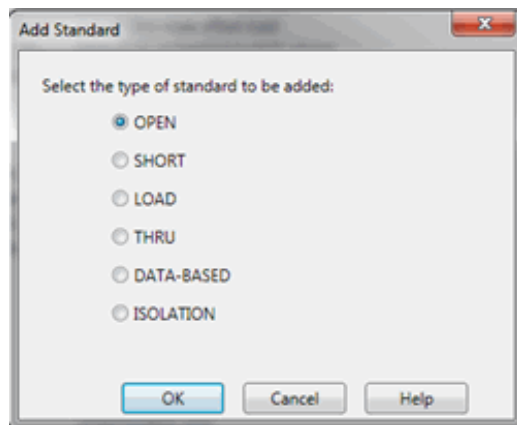 Add Standard
Select the type of standard to be added:
OPEN
SHORT
LOAD
THRU
DATA-BASED
ISOLATION
OK Cancel Help